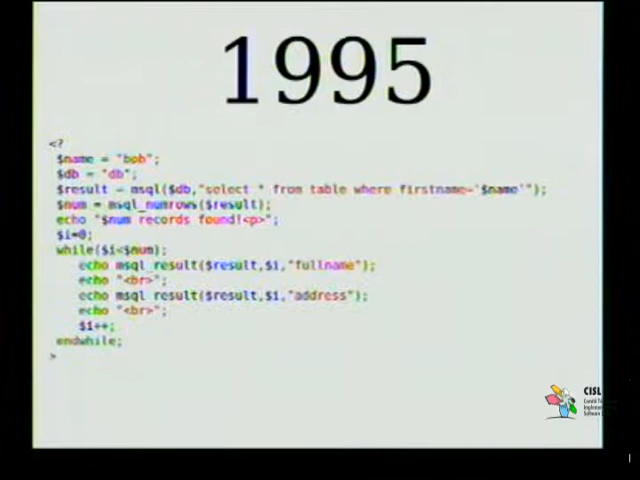 1995
<?
$name = "bob";
$db = "db";
$result = msql($db,"select * from table where firstname='$name'");
$num = msql_numrows($result);
echo "$num records found!<p>";
$i=0;
while($i<$num);
echo msql_result($result,$i,"fullname");
echo "<br>";
echo msql_result($result,$i,"address");
echo "<br>";
$i++;
endwhile;
>
CISL